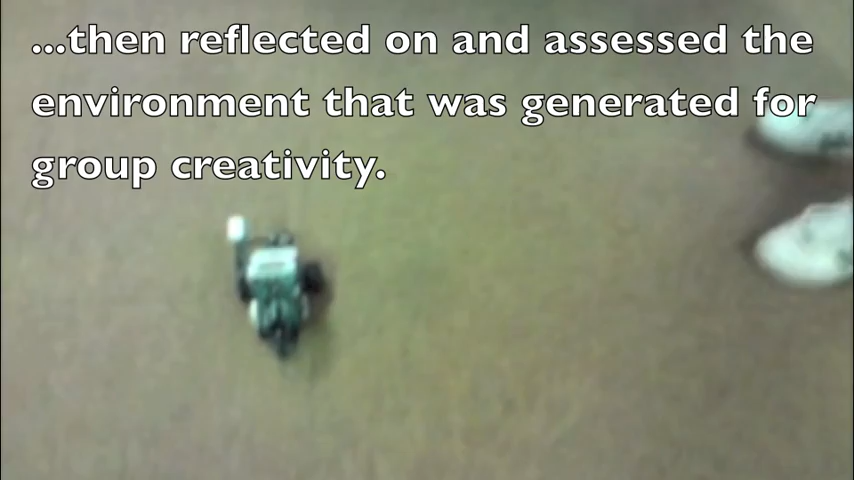 ...then reflected on and assessed the
environment that was generated for
group creativity.